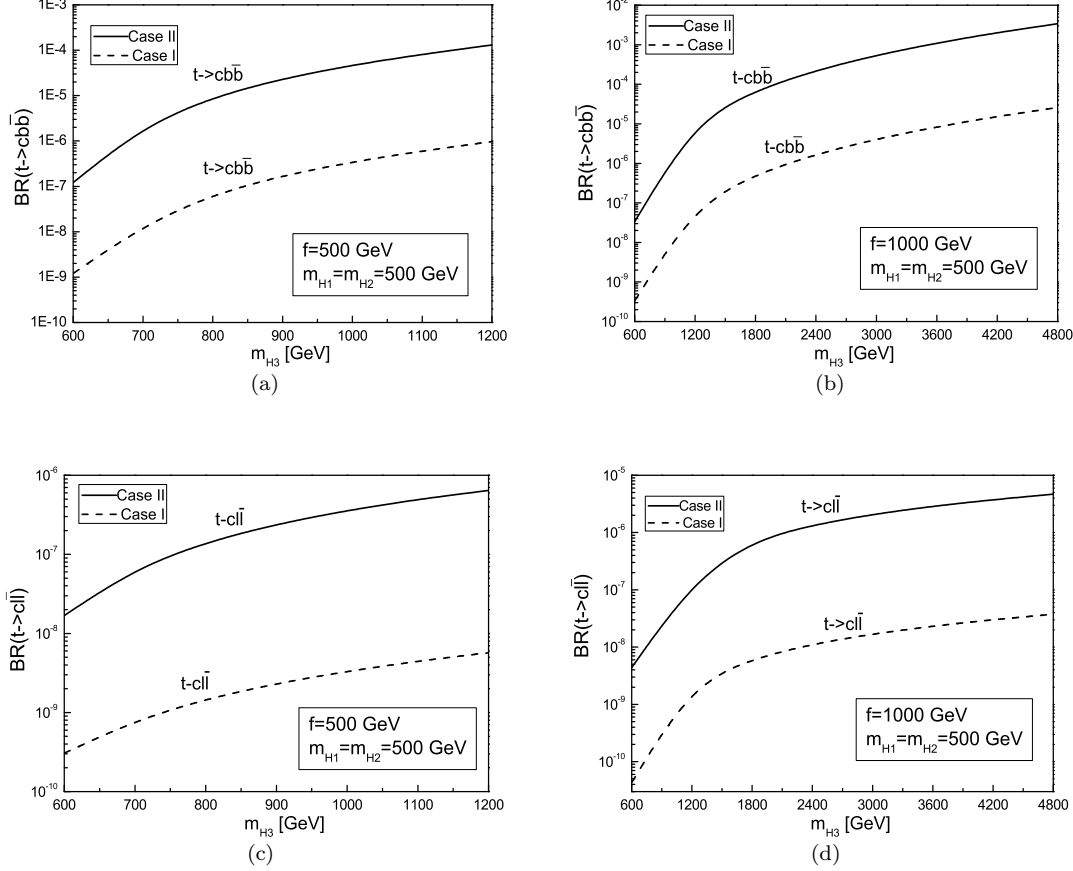 1E-3
1E-4
1E-5
1E-6
1E-7
1E-8
1E-9
1E-10
BR(t->cbb̄)
Case II
Case I
t->cbb̄
t->cbb̄
f=500 GeV
m_H1=m_H2=500 GeV
600 700 800 900 1000 1100 1200
m_H3 [GeV]
(a)
10^-2
10^-3
10^-4
10^-5
10^-6
10^-7
10^-8
10^-9
10^-10
BR(t->cbb̄)
Case II
Case I
t-cbb̄
t-cbb̄
f=1000 GeV
m_H1=m_H2=500 GeV
600 1200 1800 2400 3000 3600 4200 4800
m_H3 [GeV]
(b)
10^-6
10^-7
10^-8
10^-9
10^-10
BR(t->cll̄)
Case II
Case I
t-cll̄
t-cll̄
f=500 GeV
m_H1=m_H2=500 GeV
600 700 800 900 1000 1100 1200
m_H3 [GeV]
(c)
10^-5
10^-6
10^-7
10^-8
10^-9
10^-10
BR(t->cll̄)
Case II
Case I
t->cll̄
t->cll̄
f=1000 GeV
m_H1=m_H2=500 GeV
600 1200 1800 2400 3000 3600 4200 4800
m_H3 [GeV]
(d)